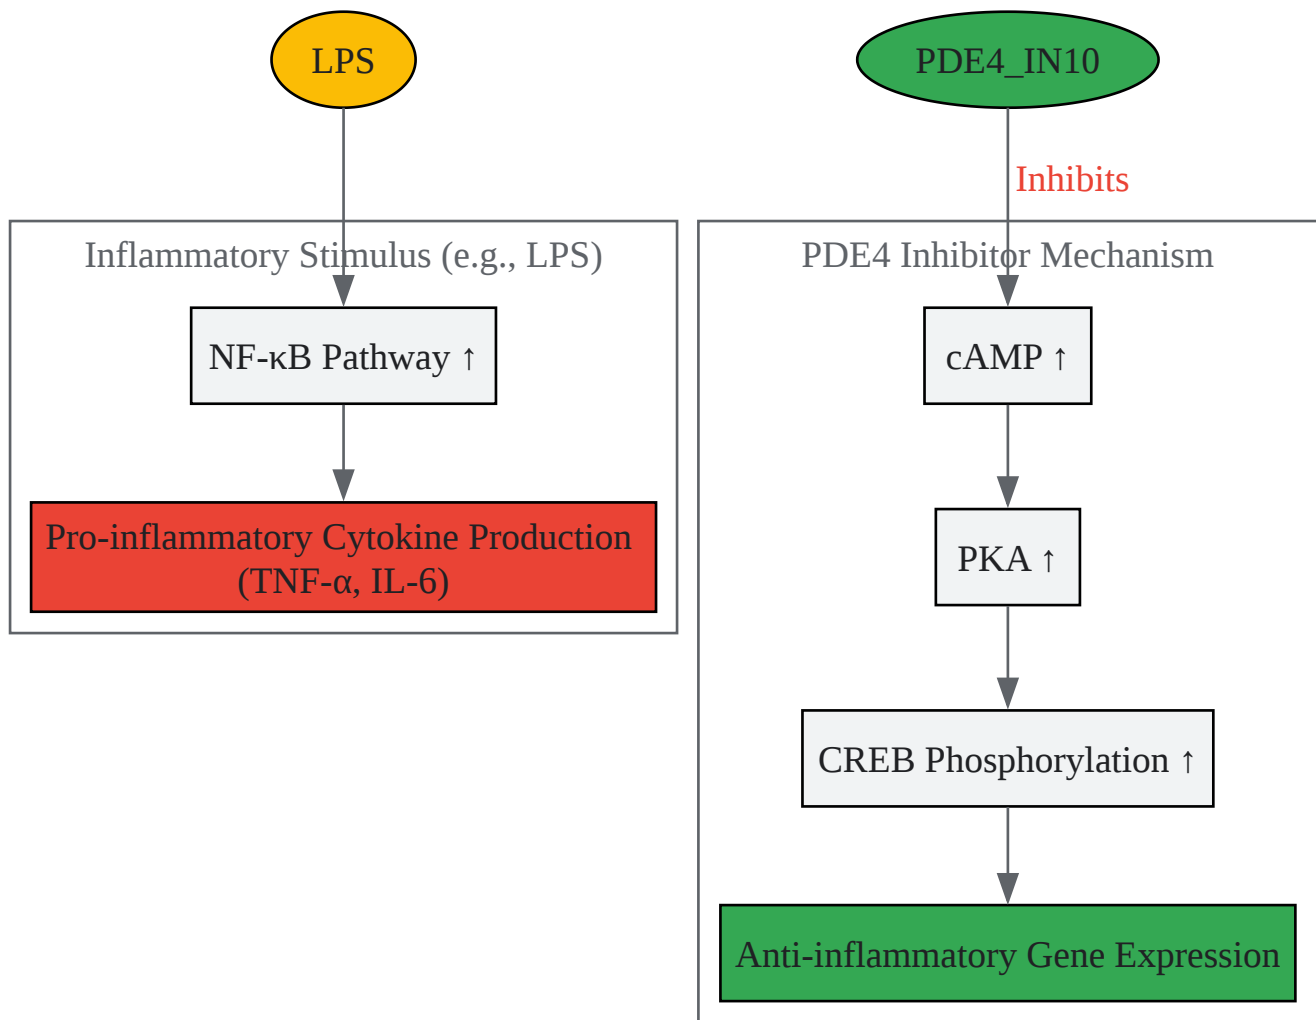 LPS
PDE4_IN10
Inhibits
Inflammatory Stimulus (e.g., LPS)
NF-κB Pathway ↑
Pro-inflammatory Cytokine Production
(TNF-α, IL-6)
PDE4 Inhibitor Mechanism
cAMP ↑
PKA ↑
CREB Phosphorylation ↑
Anti-inflammatory Gene Expression